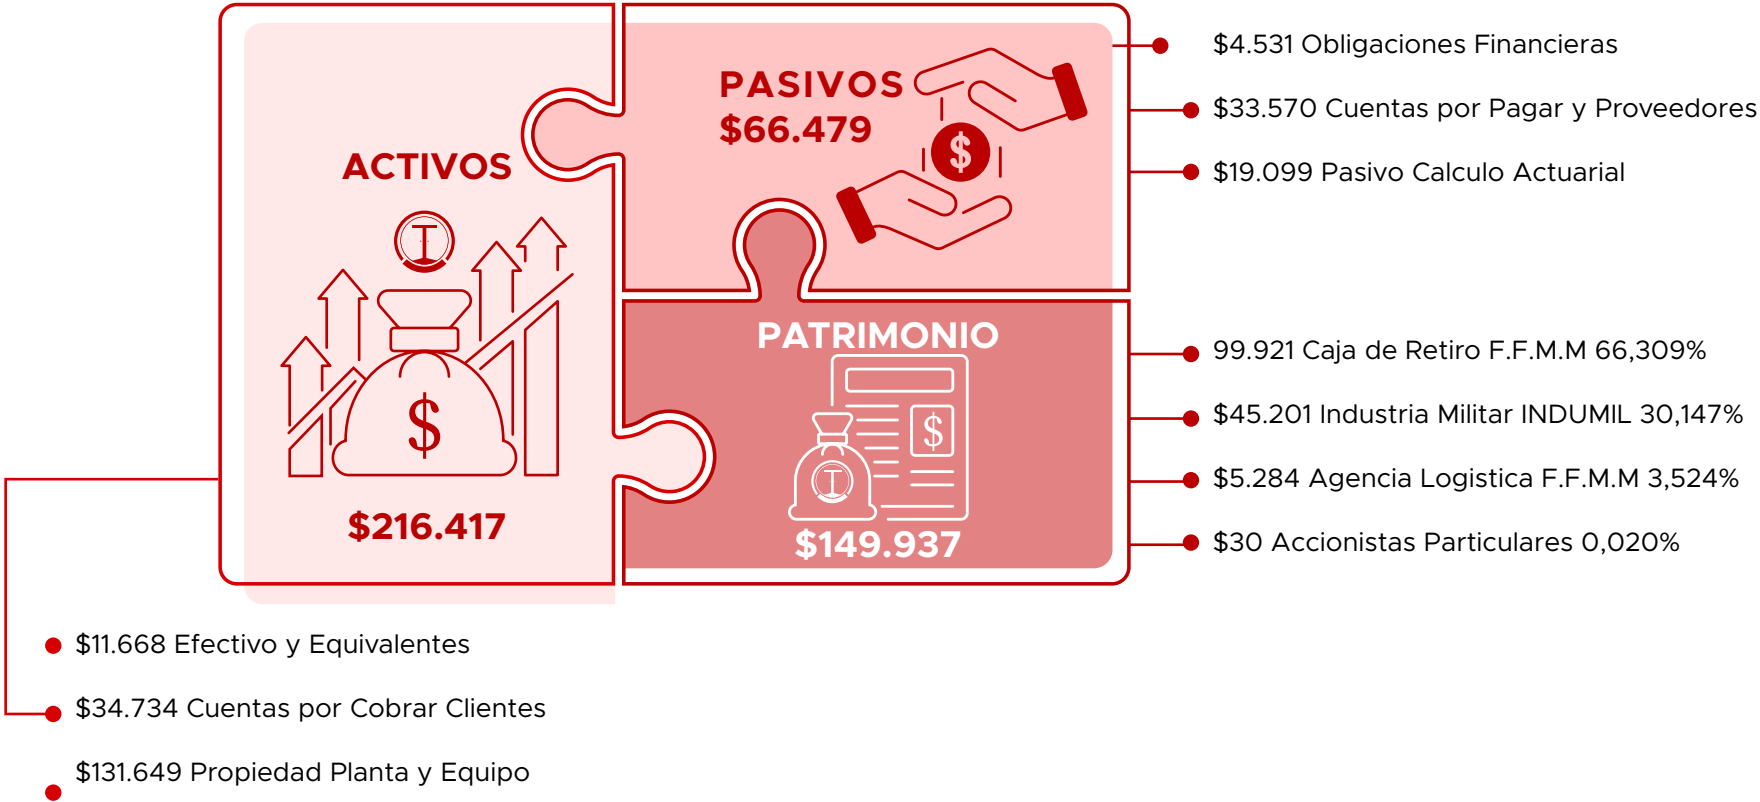 ACTIVOS
$
$216.417
PASIVOS
$66.479
$
PATRIMONIO
$
$149.937
$4.531 Obligaciones Financieras
$33.570 Cuentas por Pagar y Proveedores
$19.099 Pasivo Calculo Actuarial
99.921 Caja de Retiro F.F.M.M 66,309%
$45.201 Industria Militar INDUMIL 30,147%
$5.284 Agencia Logistica F.F.M.M 3,524%
$30 Accionistas Particulares 0,020%
$11.668 Efectivo y Equivalentes
$34.734 Cuentas por Cobrar Clientes
$131.649 Propiedad Planta y Equipo